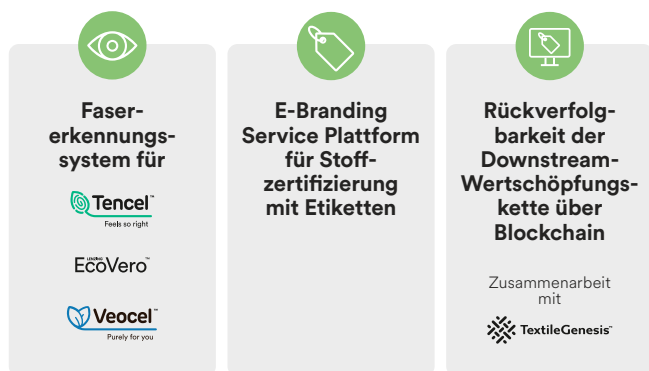 Faser-
erkennungs-
system für
Tencel™
Feels so right
LENZING
EcoVero™
Veocel™
Purely for you
E-Branding
Service Plattform
für Stoff-
zertifizierung
mit Etiketten
Rückverfolg-
barkeit der
Downstream-
Wertschöpfungs-
kette über
Blockchain
Zusammenarbeit
mit
TextileGenesis™